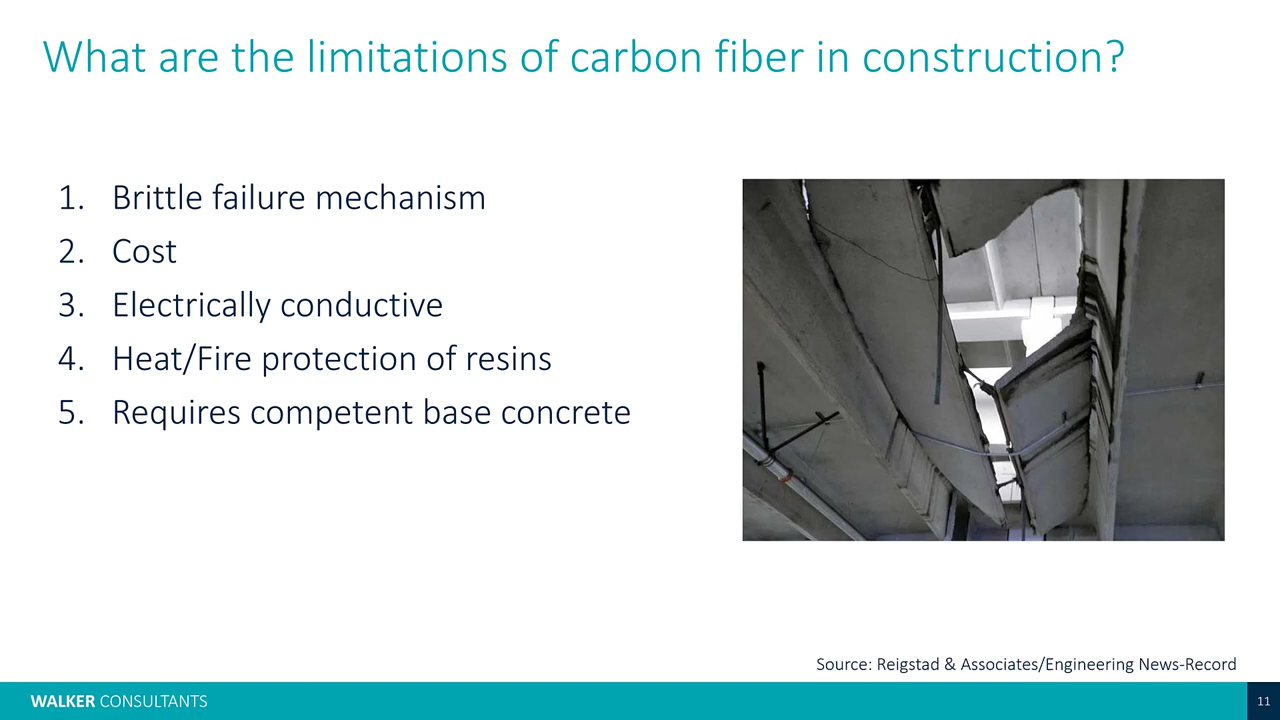 What are the limitations of carbon fiber in construction?
1. Brittle failure mechanism
2. Cost
3. Electrically conductive
4. Heat/Fire protection of resins
5. Requires competent base concrete
Source: Reigstad & Associates/Engineering News-Record
WALKER CONSULTANTS
11